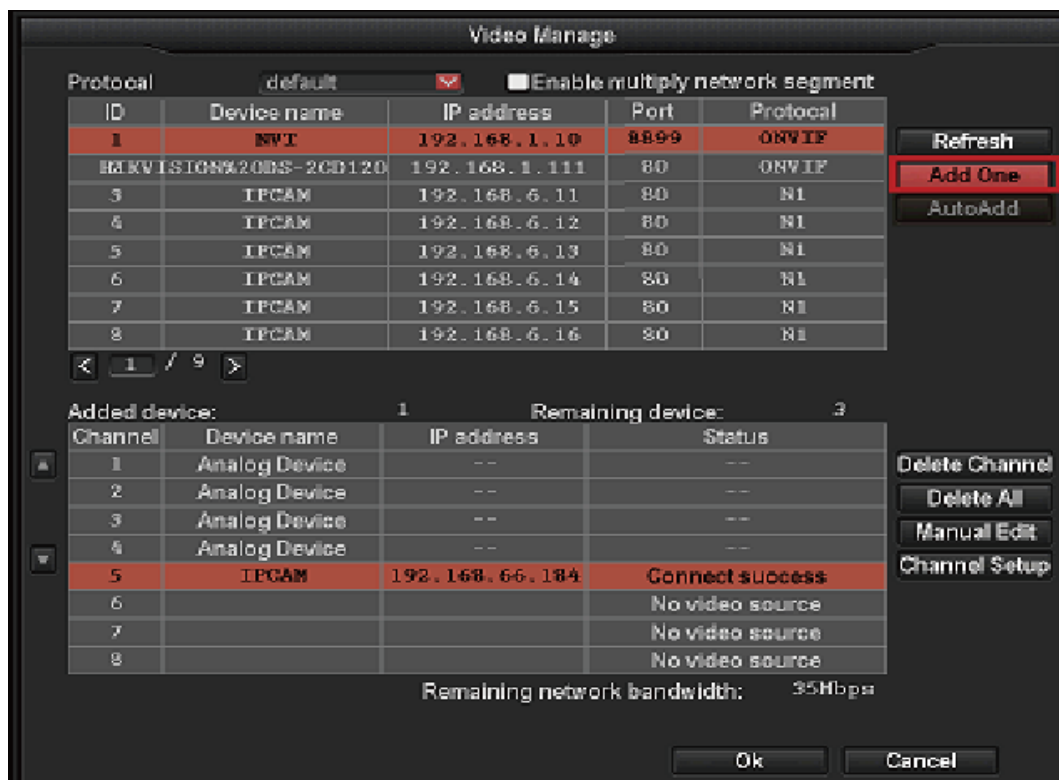 Video Manage
Protocal default Enable multiply network segment
ID Device name IP address Port Protocal
1 NVT 192.168.1.10 8899 ONVIF
HIKVISION%20DS-2CD120 192.168.1.111 80 ONVIF
3 IPCAM 192.168.6.11 80 N1
4 IPCAM 192.168.6.12 80 N1
5 IPCAM 192.168.6.13 80 N1
6 IPCAM 192.168.6.14 80 N1
7 IPCAM 192.168.6.15 80 N1
8 IPCAM 192.168.6.16 80 N1
Refresh
Add One
AutoAdd
< 1 / 9 >
Added device: 1 Remaining device: 3
Channel Device name IP address Status
1 Analog Device -- --
2 Analog Device -- --
3 Analog Device -- --
4 Analog Device -- --
5 IPCAM 192.168.66.184 Connect success
6 No video source
7 No video source
8 No video source
Delete Channel
Delete All
Manual Edit
Channel Setup
Remaining network bandwidth: 35Mbps
Ok Cancel